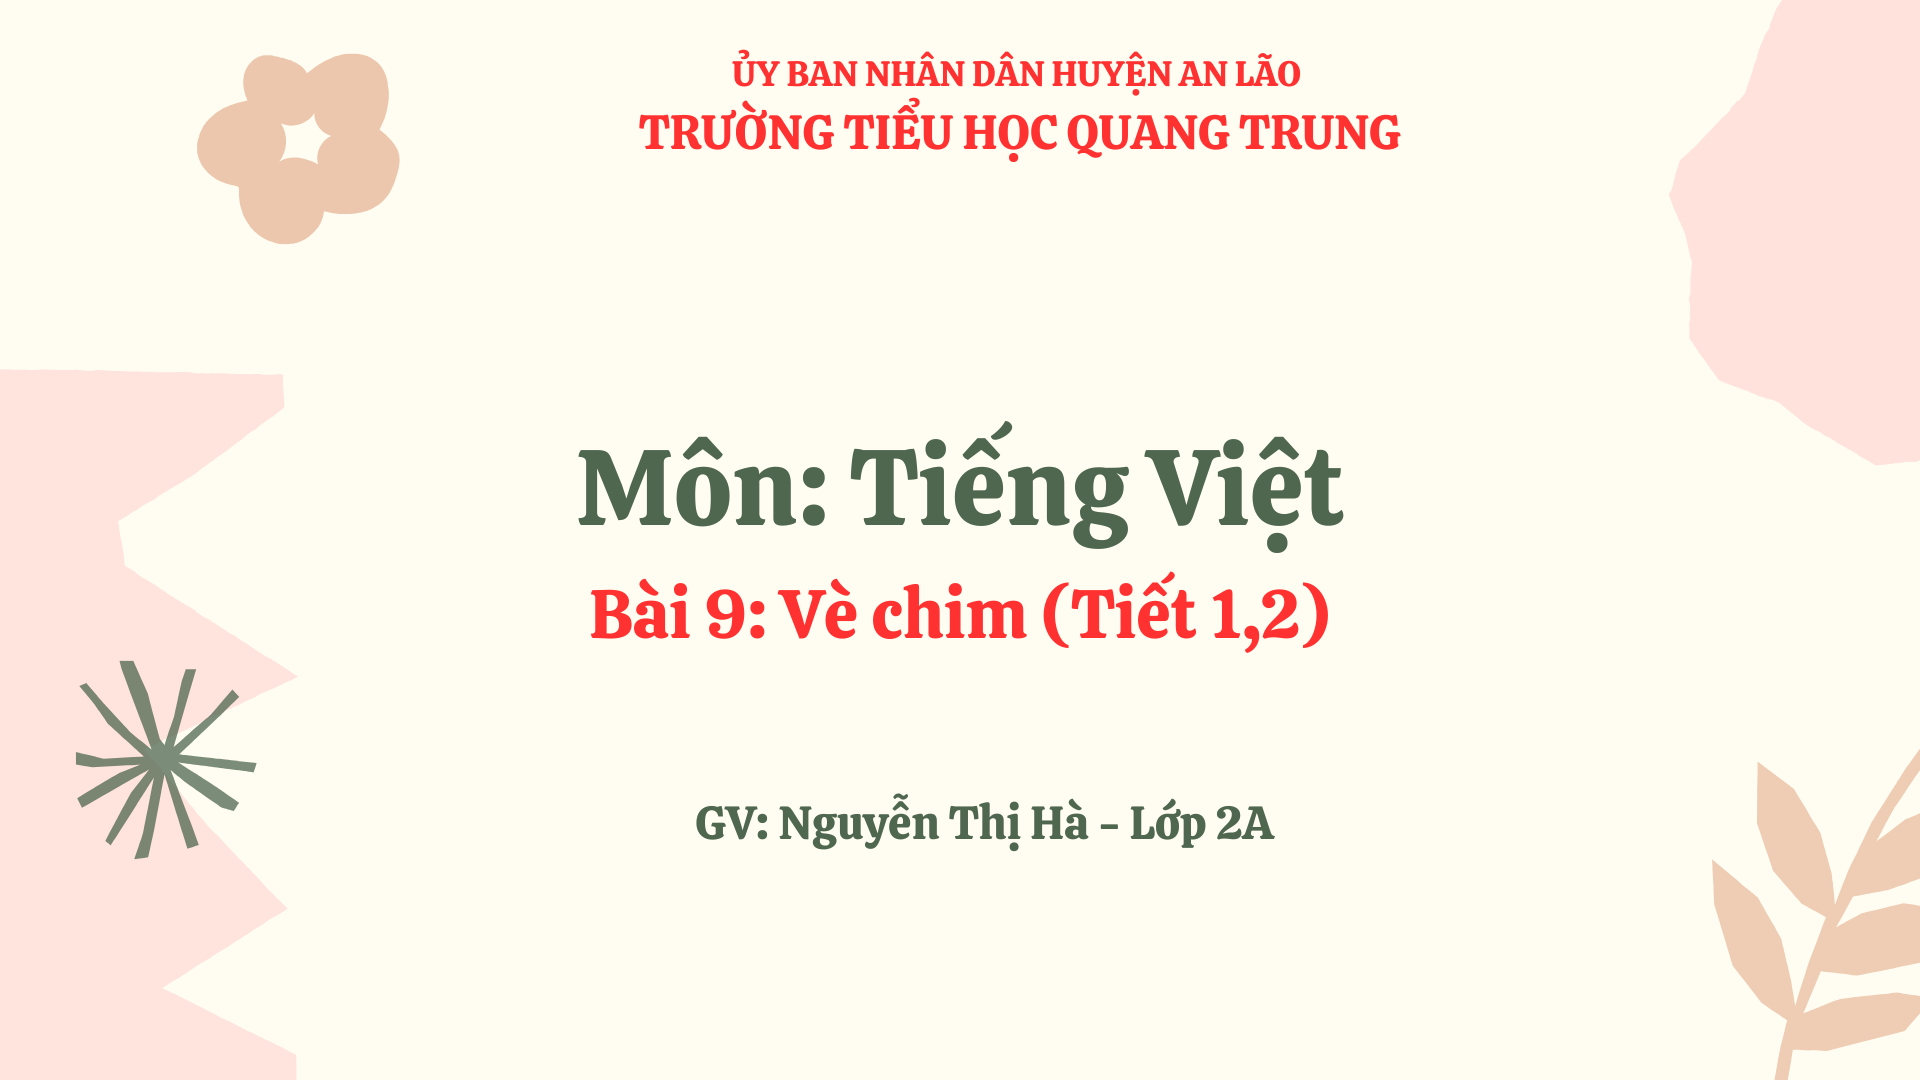 ỦY BAN NHÂN DÂN HUYỆN AN LÃO
TRƯỜNG TIỂU HỌC QUANG TRUNG
Môn: Tiếng Việt
Bài 9: Vè chim (Tiết 1,2)
GV: Nguyễn Thị Hà - Lớp 2A